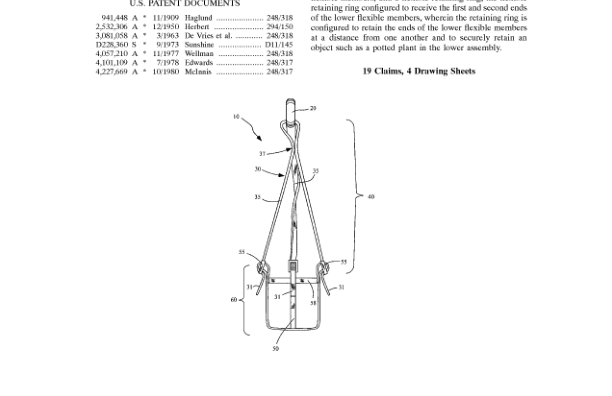 U.S. PATENT DOCUMENTS
941,448 A * 11/1909 Haglund .................... 248/318
2,532,306 A * 12/1950 Herbert .................... 294/150
3,081,058 A * 3/1963 De Vries et al. ........... 248/318
D228,360 S * 9/1973 Sunshine .................. D11/145
4,057,210 A * 11/1977 Wellman .................... 248/318
4,101,109 A * 7/1978 Edwards .................... 248/317
4,227,669 A * 10/1980 McInnis .................... 248/317
retaining ring configured to receive the first and second ends
of the lower flexible members, wherein the retaining ring is
configured to retain the ends of the lower flexible members
at a distance from one another and to securely retain an
object such as a potted plant in the lower assembly.
19 Claims, 4 Drawing Sheets
20
10
37
30
35
35
35
40
55
55
31
31
31
58
60
50